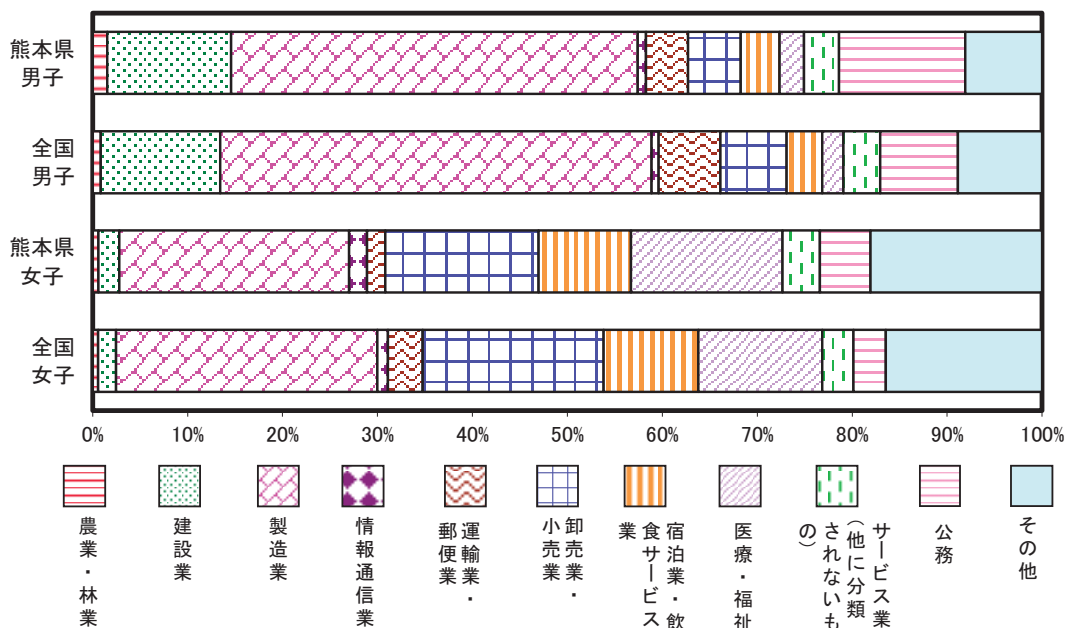 熊本県
男子
全国
男子
熊本県
女子
全国
女子
0%
10%
20%
30%
40%
50%
60%
70%
80%
90%
100%
農業・林業
建設業
製造業
情報通信業
運輸業・
郵便業
卸売業・
小売業
宿泊業・飲
食サービス
業
医療・福祉
サービス業
(他に分類
されないも
の)
公務
その他